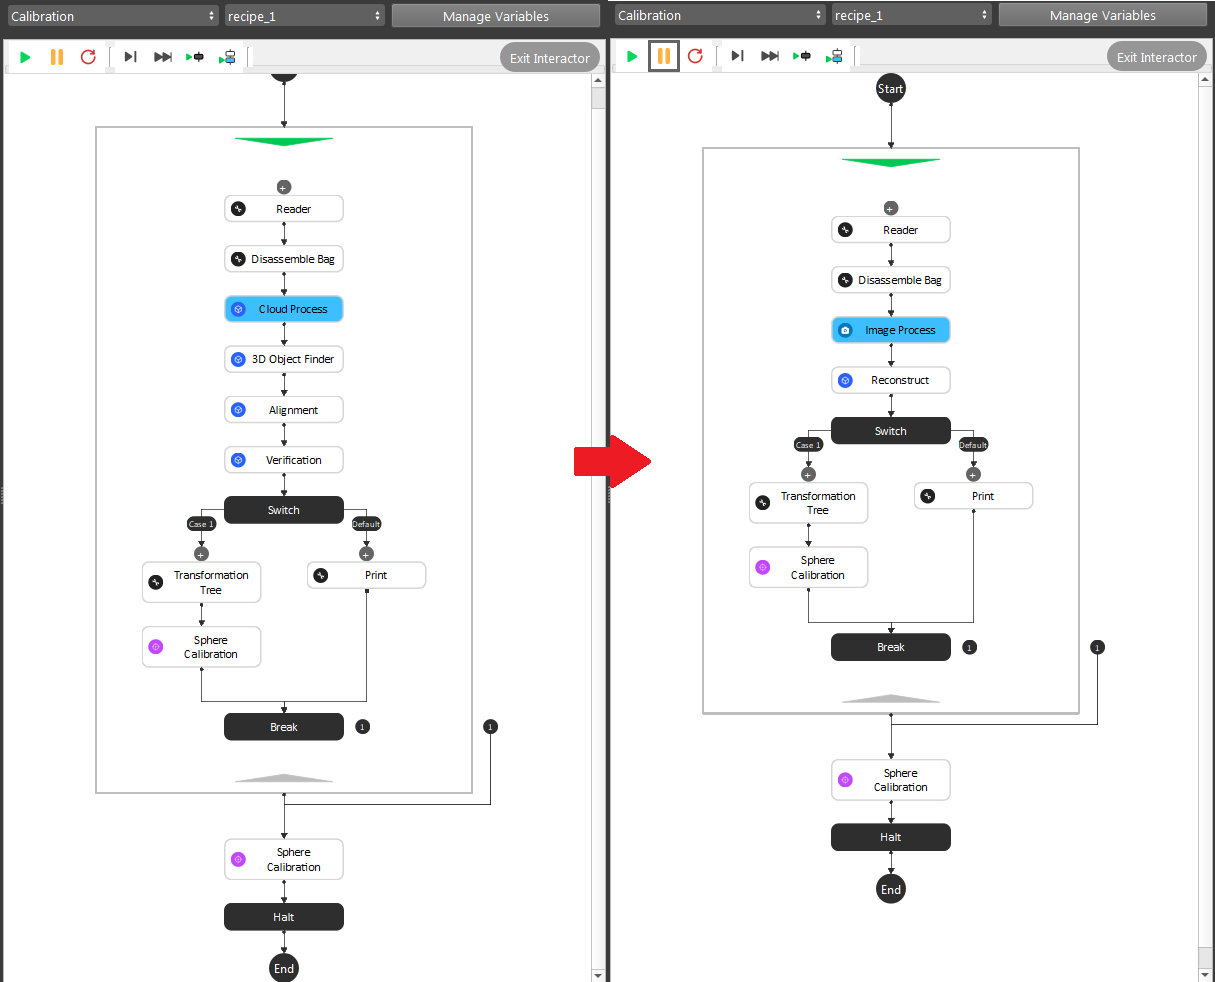 Calibration
recipe_1
Manage Variables
Exit Interactor
Reader
Disassemble Bag
Cloud Process
3D Object Finder
Alignment
Verification
Switch
Case 1
Default
Transformation
Tree
Print
Sphere
Calibration
Break
1
1
Sphere
Calibration
Halt
End
Calibration
recipe_1
Manage Variables
Exit Interactor
Start
Reader
Disassemble Bag
Image Process
Reconstruct
Switch
Case 1
Default
Transformation
Tree
Print
Sphere
Calibration
Break
1
1
Sphere
Calibration
Halt
End